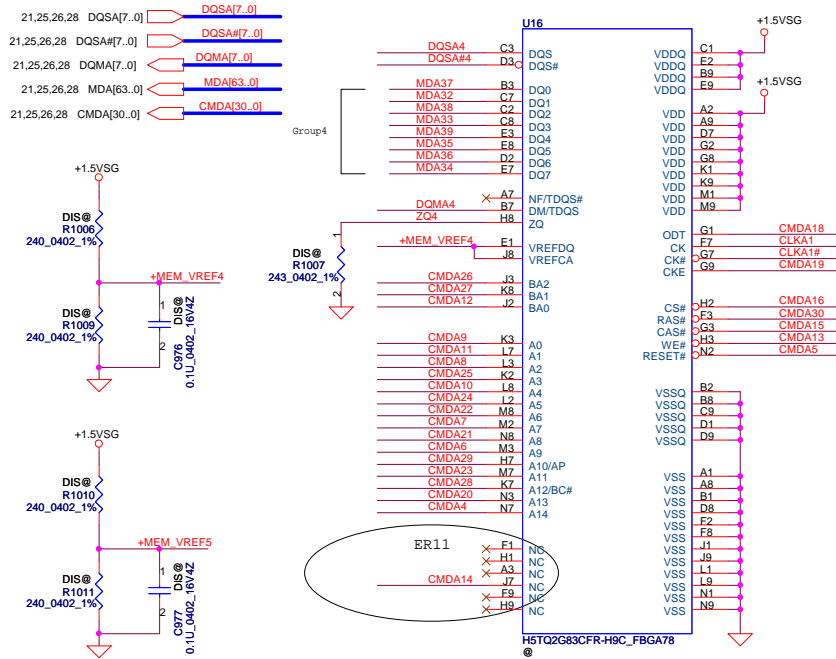 21,25,26,28 DQSA[7..0] DQSA[7..0]
21,25,26,28 DQSA#[7..0] DQSA#[7..0]
21,25,26,28 DQMA[7..0] DQMA[7..0]
21,25,26,28 MDA[63..0] MDA[63..0]
21,25,26,28 CMDA[30..0] CMDA[30..0]
+1.5VSG
DIS@
R1006
240_0402_1%
+MEM_VREF4
DIS@
R1009
240_0402_1%
1
2
DIS@
C976
0.1U_0402_16V4Z
+1.5VSG
DIS@
R1010
240_0402_1%
+MEM_VREF5
DIS@
R1011
240_0402_1%
1
2
DIS@
C977
0.1U_0402_16V4Z
DIS@
R1007
243_0402_1%
1
2
Group4
U16
DQSA4 C3 DQS
DQSA#4 D3 DQS#
MDA37 B3 DQ0
MDA32 C7 DQ1
MDA38 C2 DQ2
MDA33 C8 DQ3
MDA39 E3 DQ4
MDA35 E8 DQ5
MDA36 D2 DQ6
MDA34 E7 DQ7
A7 NF/TDQS#
DQMA4 B7 DM/TDQS
ZQ4 H8 ZQ
+MEM_VREF4 E1 VREFDQ
J8 VREFCA
CMDA26 J3 BA2
CMDA27 K8 BA1
CMDA12 J2 BA0
CMDA9 K3 A0
CMDA11 L7 A1
CMDA8 L3 A2
CMDA25 K2 A3
CMDA10 L8 A4
CMDA24 L2 A5
CMDA22 M8 A6
CMDA7 M2 A7
CMDA21 N8 A8
CMDA6 M3 A9
CMDA29 H7 A10/AP
CMDA23 M7 A11
CMDA28 K7 A12/BC#
CMDA20 N3 A13
CMDA4 N7 A14
ER11
F1 NC
H1 NC
A3 NC
CMDA14 J7 NC
F9 NC
H9 NC
+1.5VSG
VDDQ C1
VDDQ E2
VDDQ B9
VDDQ E9
+1.5VSG
VDD A2
VDD A9
VDD D7
VDD G2
VDD G8
VDD K1
VDD K9
VDD M1
VDD M9
ODT G1 CMDA18
CK F7 CLKA1
CK# G7 CLKA1#
CKE G9 CMDA19
CS# H2 CMDA16
RAS# F3 CMDA30
CAS# G3 CMDA15
WE# H3 CMDA13
RESET# N2 CMDA5
VSSQ B2
VSSQ B8
VSSQ C9
VSSQ D1
VSSQ D9
VSS A1
VSS A8
VSS B1
VSS D8
VSS F2
VSS F8
VSS J1
VSS J9
VSS L1
VSS L9
VSS N1
VSS N9
H5TQ2G83CFR-H9C_FBGA78
@